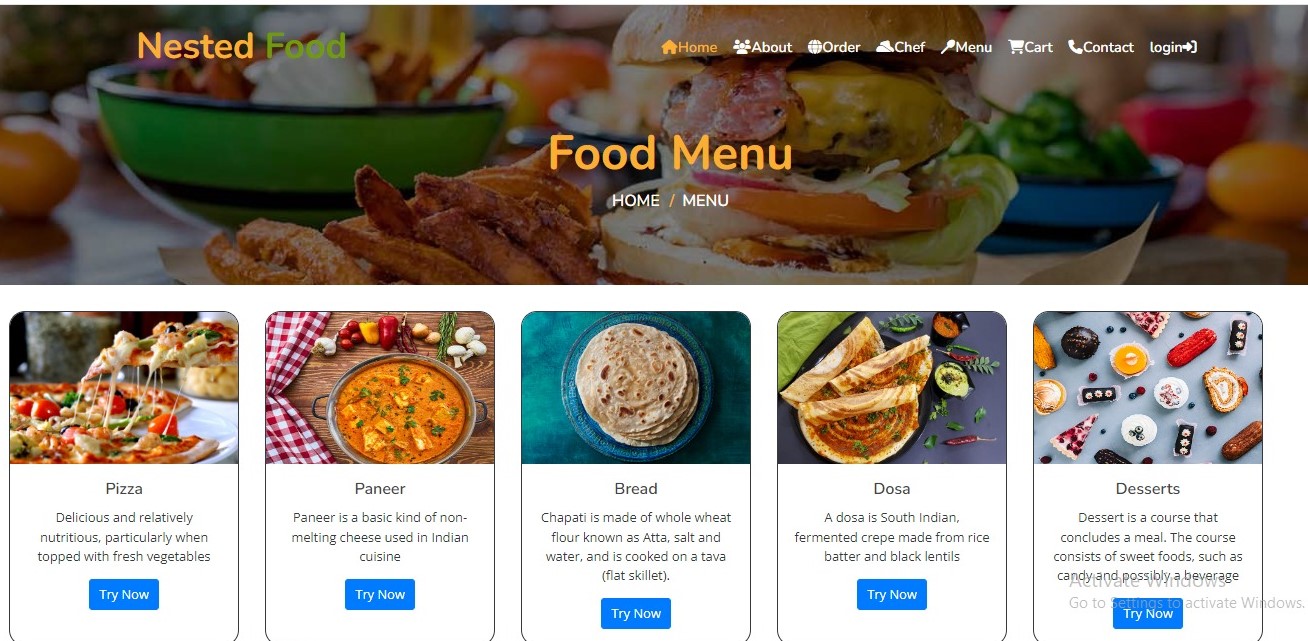 Nested Food
Home About Order Chef Menu Cart Contact login
Food Menu
HOME / MENU
Pizza
Delicious and relatively
nutritious, particularly when
topped with fresh vegetables
Try Now
Paneer
Paneer is a basic kind of non-
melting cheese used in Indian
cuisine
Try Now
Bread
Chapati is made of whole wheat
flour known as Atta, salt and
water, and is cooked on a tava
(flat skillet).
Try Now
Dosa
A dosa is South Indian,
fermented crepe made from rice
batter and black lentils
Try Now
Desserts
Dessert is a course that
concludes a meal. The course
consists of sweet foods, such as
candy and possibly a beverage
Try Now
Activate Windows
Go to Settings to activate Windows.